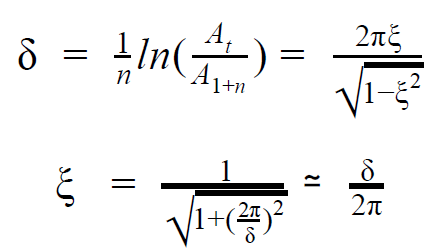 δ = 1/n ln(A_t/A_{1+n}) = 2πξ/√(1-ξ²)
ξ = 1/√(1+(2π/δ)²) ≃ δ/2π